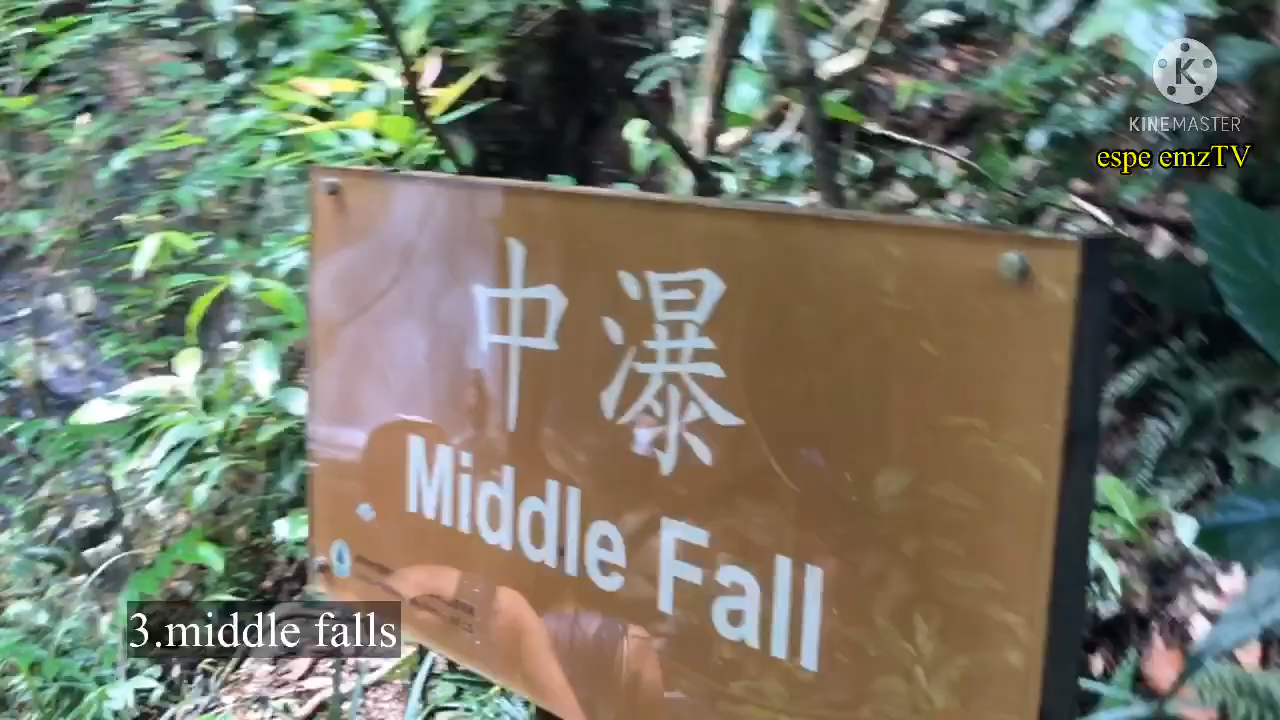 KINEMASTER
espe emzTV
中瀑
Middle Fall
3.middle falls